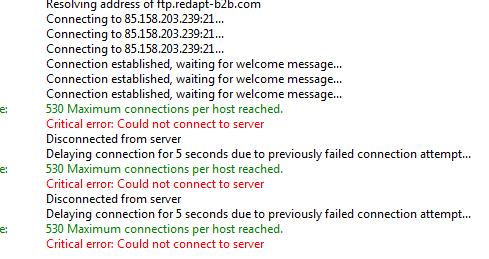 Resolving address of ftp.redapt-b2b.com
Connecting to 85.158.203.239:21...
Connecting to 85.158.203.239:21...
Connecting to 85.158.203.239:21...
Connection established, waiting for welcome message...
Connection established, waiting for welcome message...
Connection established, waiting for welcome message...
e: 530 Maximum connections per host reached.
Critical error: Could not connect to server
Disconnected from server
Delaying connection for 5 seconds due to previously failed connection attempt...
e: 530 Maximum connections per host reached.
Critical error: Could not connect to server
Disconnected from server
Delaying connection for 5 seconds due to previously failed connection attempt...
e: 530 Maximum connections per host reached.
Critical error: Could not connect to server